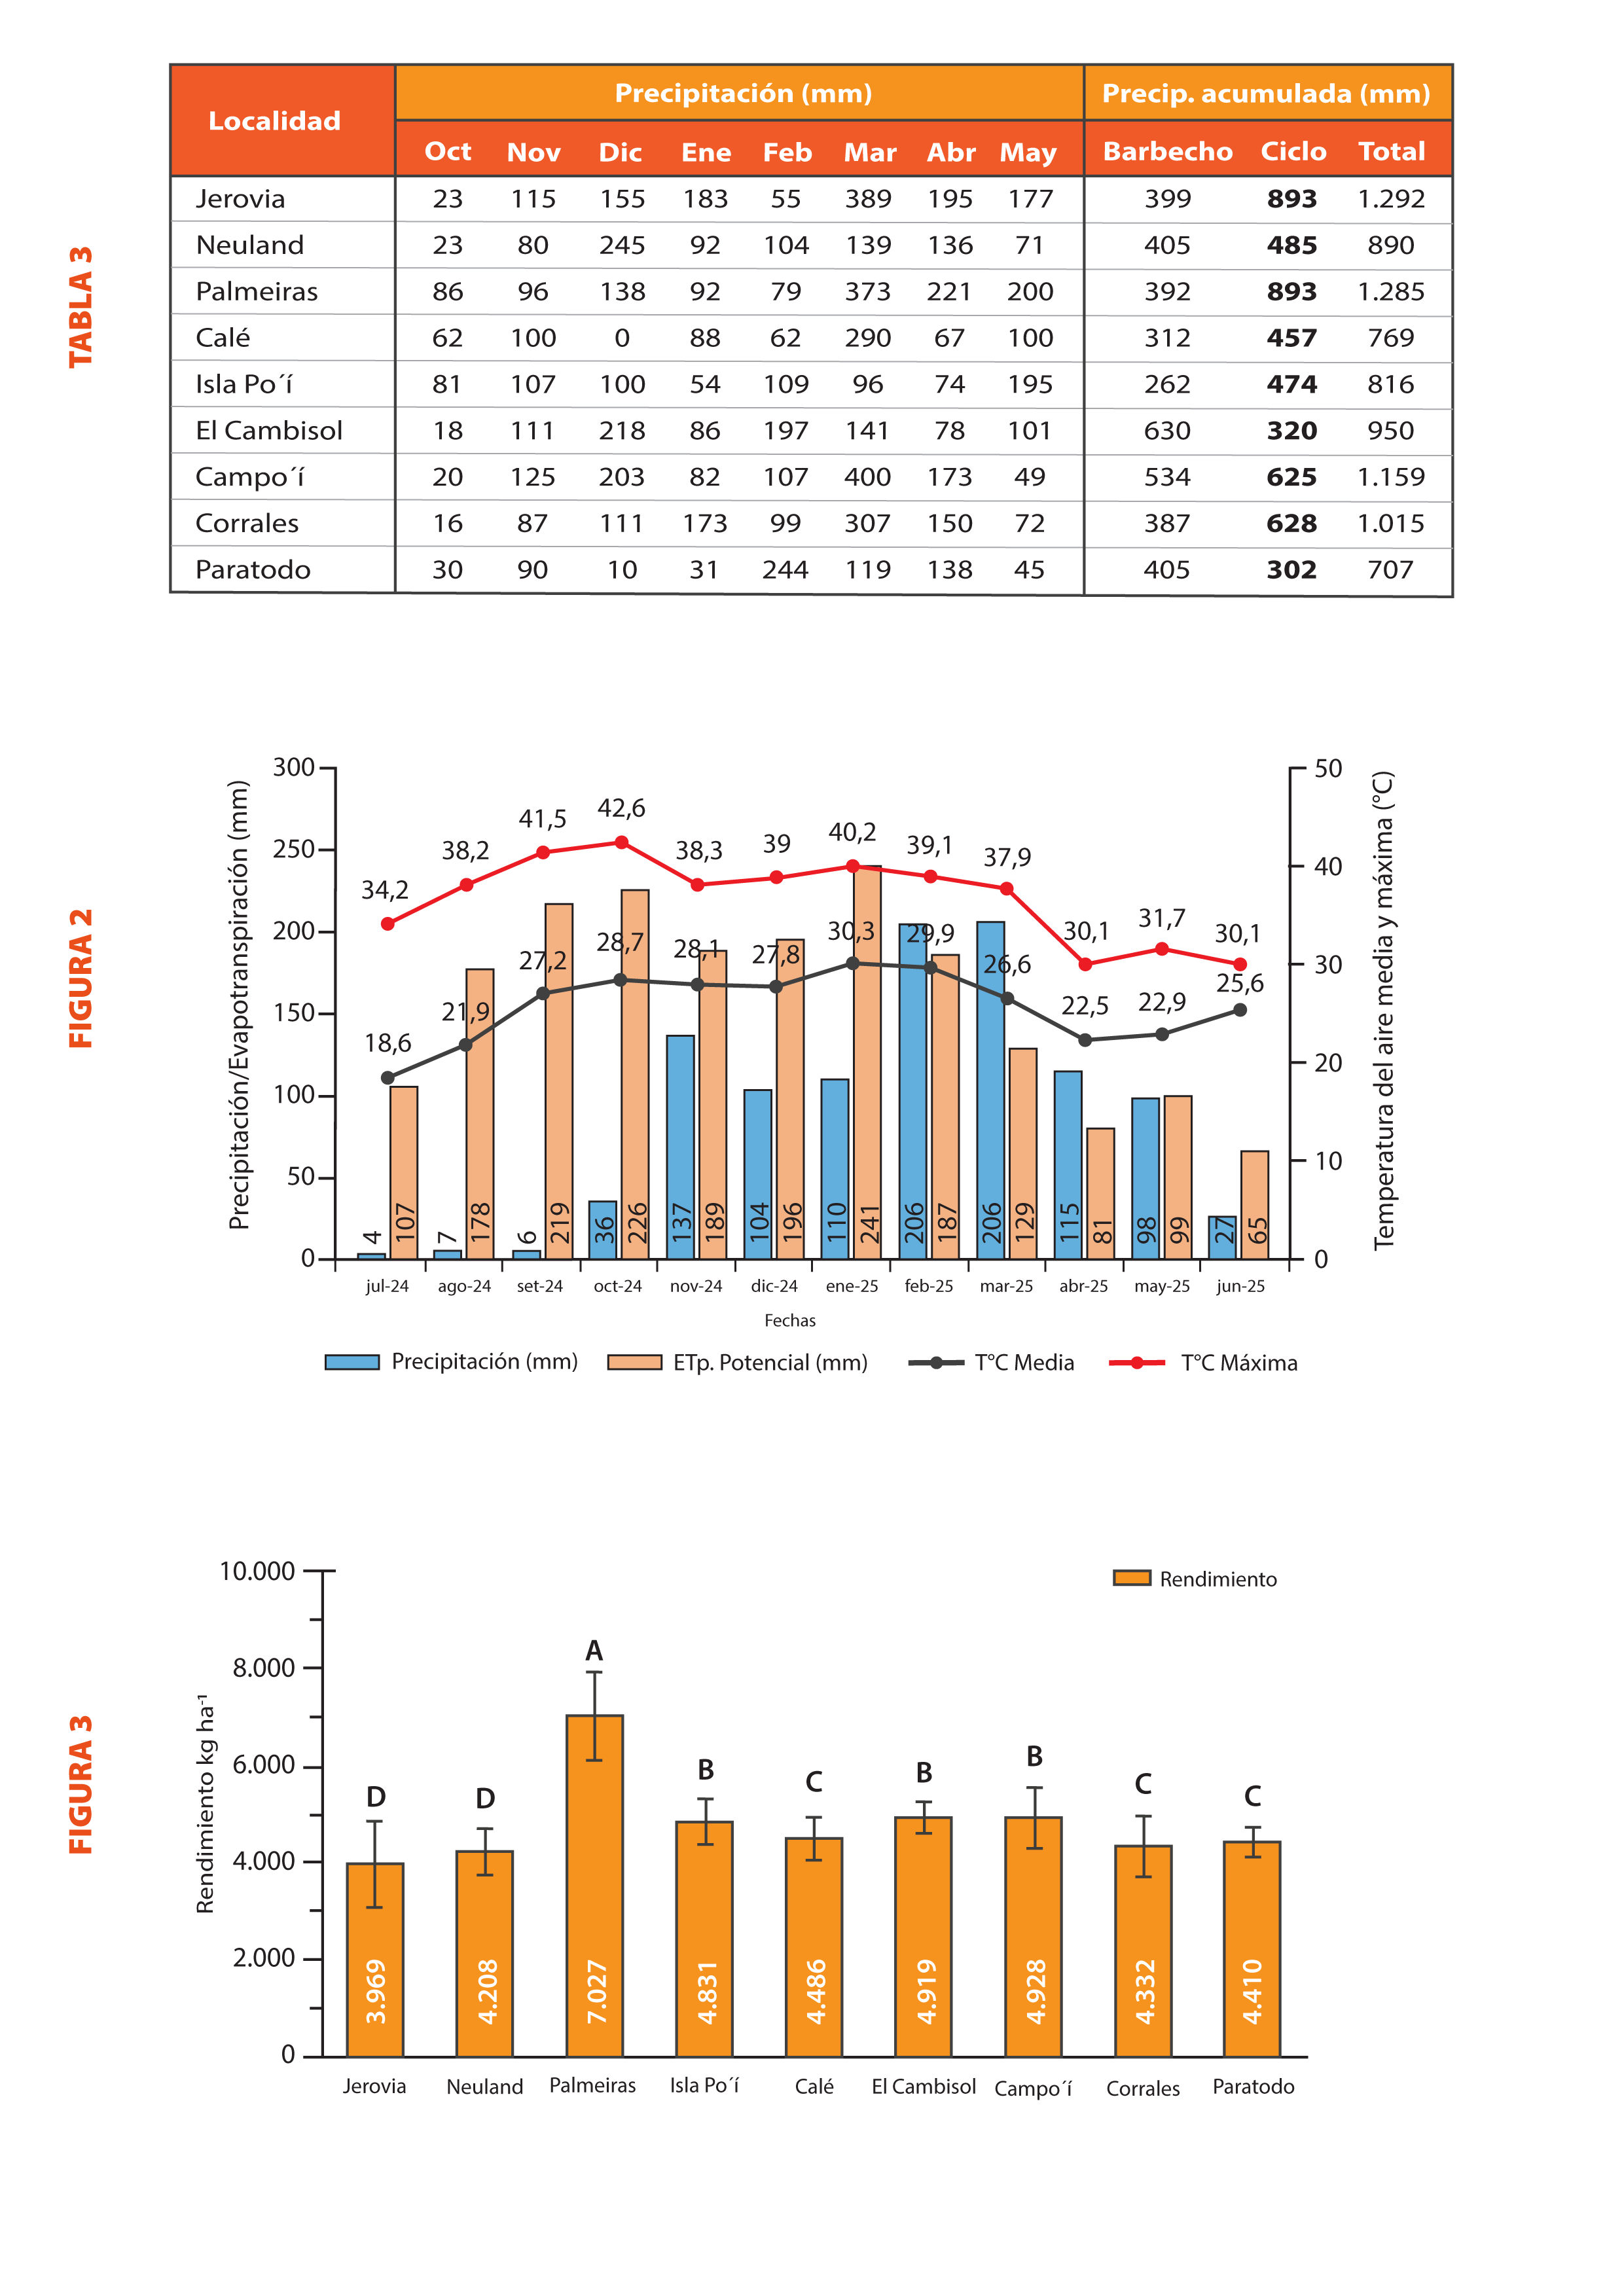 TABLA 3
Localidad Precipitación (mm) Precip. acumulada (mm)
Oct Nov Dic Ene Feb Mar Abr May Barbecho Ciclo Total
Jerovia 23 115 155 183 55 389 195 177 399 893 1.292
Neuland 23 80 245 92 104 139 136 71 405 485 890
Palmeiras 86 96 138 92 79 373 221 200 392 893 1.285
Calé 62 100 0 88 62 290 67 100 312 457 769
Isla Po´í 81 107 100 54 109 96 74 195 262 474 816
El Cambisol 18 111 218 86 197 141 78 101 630 320 950
Campo´í 20 125 203 82 107 400 173 49 534 625 1.159
Corrales 16 87 111 173 99 307 150 72 387 628 1.015
Paratodo 30 90 10 31 244 119 138 45 405 302 707
FIGURA 2
Precipitación/Evapotranspiración (mm)
300
250
200
150
100
50
0
34,2 38,2 41,5 42,6 38,3 39 40,2 39,1 37,9 30,1 31,7 30,1
18,6 21,9 27,2 28,7 28,1 27,8 30,3 29,9 26,6 22,5 22,9 25,6
4 107 7 178 6 219 36 226 137 189 104 196 110 241 206 187 206 129 115 81 98 99 27 65
50
40
30
20
10
0
Temperatura del aire media y máxima (°C)
jul-24 ago-24 set-24 oct-24 nov-24 dic-24 ene-25 feb-25 mar-25 abr-25 may-25 jun-25
Fechas
Precipitación (mm) ETp. Potencial (mm) T°C Media T°C Máxima
FIGURA 3
Rendimiento kg ha⁻¹
10.000
8.000
6.000
4.000
2.000
0
Rendimiento
D D A B C B B C C
3.969 4.208 7.027 4.831 4.486 4.919 4.928 4.332 4.410
Jerovia Neuland Palmeiras Isla Po´í Calé El Cambisol Campo´í Corrales Paratodo